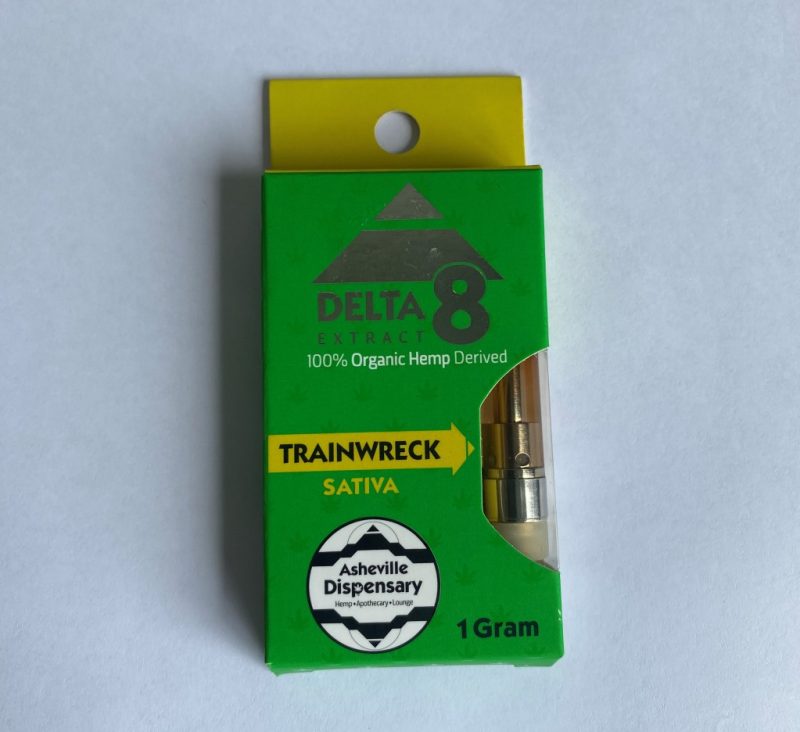 DELTA 8
EXTRACT
100% Organic Hemp Derived
TRAINWRECK
SATIVA
Asheville
Dispensary
Hemp•Apothecary•Lounge
1 Gram